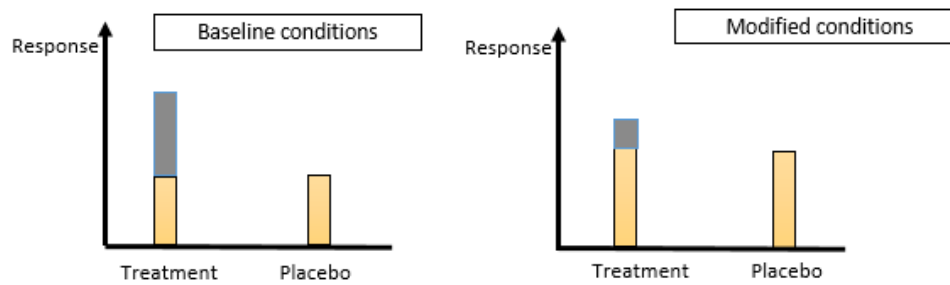 Baseline conditions
Response
Treatment
Placebo
Modified conditions
Response
Treatment
Placebo